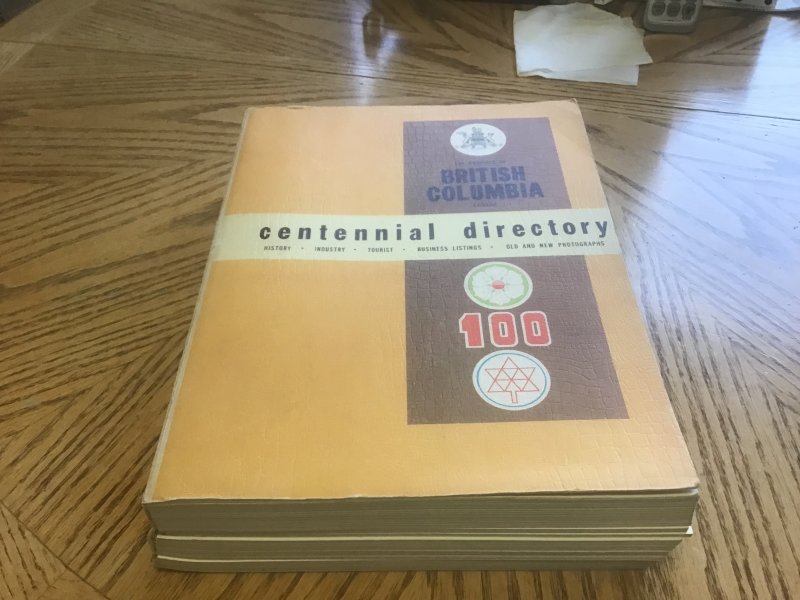 BRITISH
COLUMBIA
centennial directory
HISTORY • INDUSTRY • TOURIST • BUSINESS LISTINGS • OLD AND NEW PHOTOGRAPHS
100